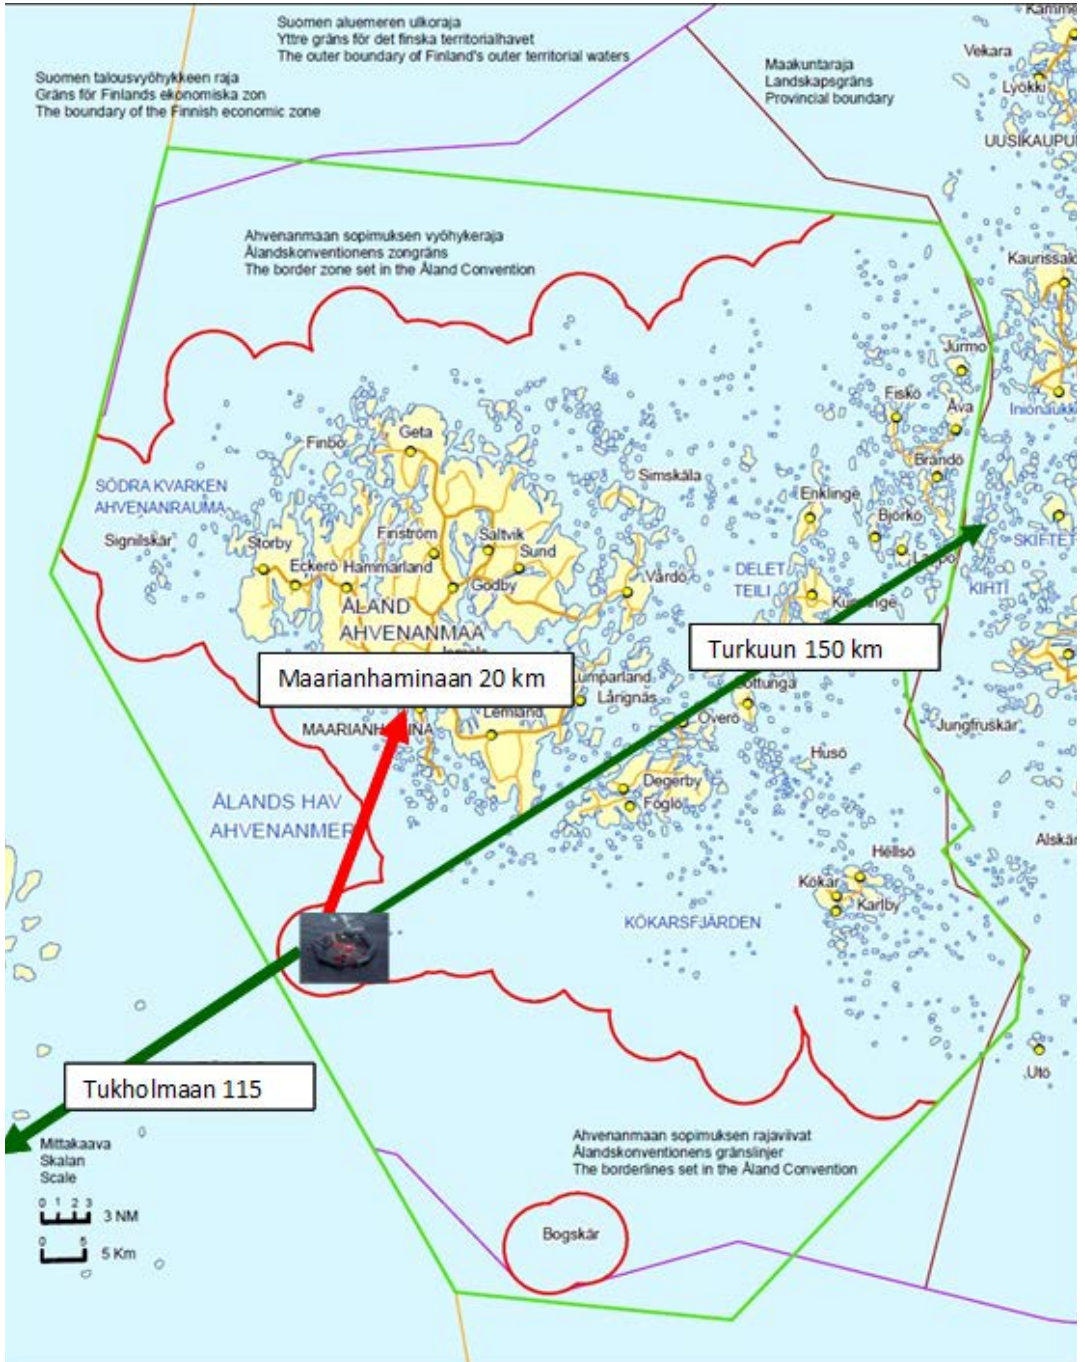 Suomen aluemeren ulkoraja
Yttre gräns för det finska territorialhavet
The outer boundary of Finland's outer territorial waters
Suomen talousvyöhykkeen raja
Gräns för Finlands ekonomiska zon
The boundary of the Finnish economic zone
Maakuntaraja
Landskapsgräns
Provincial boundary
Vekara
Lyökki
Kaurissalo
Ahvenanmaan sopimuksen vyöhykeraja
Ålandskonventionens zongräns
The border zone set in the Åland Convention
Jurmo
Fiskö
Åva
Brändö
Finbo
Geta
Simskäla
Enklinge
Björkö
SÖDRA KVARKEN
AHVENANRAUMA
Signilskär
Storby
Eckerö
Hammarland
Finström
Saltvik
Sund
Godby
Vårdö
DELET
TEILI
KIHTI
SKIFTET
ÅLAND
AHVENANMAA
Turkuun 150 km
Maarianhaminaan 20 km
Lumparland
Långnäs
Lemland
Överö
Jungfruskär
Husö
Degerby
Föglö
ÅLANDS HAV
AHVENANMERI
Hellsö
Kökar
Karlby
KÖKARSFJÄRDEN
Utö
Tukholmaan 115
Mittakaava
Skalan
Scale
0 1 2 3
3 NM
0 5
5 Km
Ahvenanmaan sopimuksen rajaviivat
Ålandskonventionens gränslinjer
The borderlines set in the Åland Convention
Bogskär